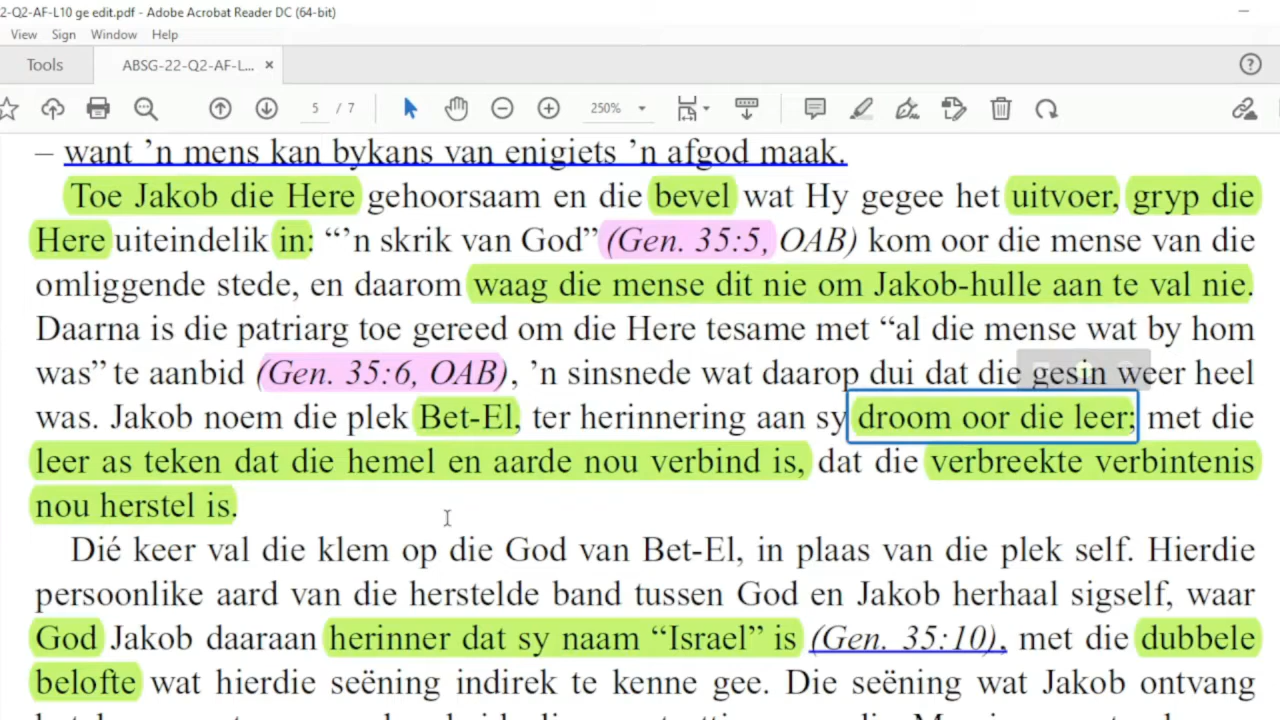 2-Q2-AF-L10 ge edit.pdf - Adobe Acrobat Reader DC (64-bit)
View Sign Window Help
Tools ABSG-22-Q2-AF-L... ×
5 / 7 250%
– want ’n mens kan bykans van enigiets ’n afgod maak.
Toe Jakob die Here gehoorsaam en die bevel wat Hy gegee het uitvoer, gryp die
Here uiteindelik in: “’n skrik van God” (Gen. 35:5, OAB) kom oor die mense van die
omliggende stede, en daarom waag die mense dit nie om Jakob-hulle aan te val nie.
Daarna is die patriarg toe gereed om die Here tesame met “al die mense wat by hom
was” te aanbid (Gen. 35:6, OAB), ’n sinsnede wat daarop dui dat die gesin weer heel
was. Jakob noem die plek Bet-El, ter herinnering aan sy droom oor die leer; met die
leer as teken dat die hemel en aarde nou verbind is, dat die verbreekte verbintenis
nou herstel is.
Dié keer val die klem op die God van Bet-El, in plaas van die plek self. Hierdie
persoonlike aard van die herstelde band tussen God en Jakob herhaal sigself, waar
God Jakob daaraan herinner dat sy naam “Israel” is (Gen. 35:10), met die dubbele
belofte wat hierdie seëning indirek te kenne gee. Die seëning wat Jakob ontvang